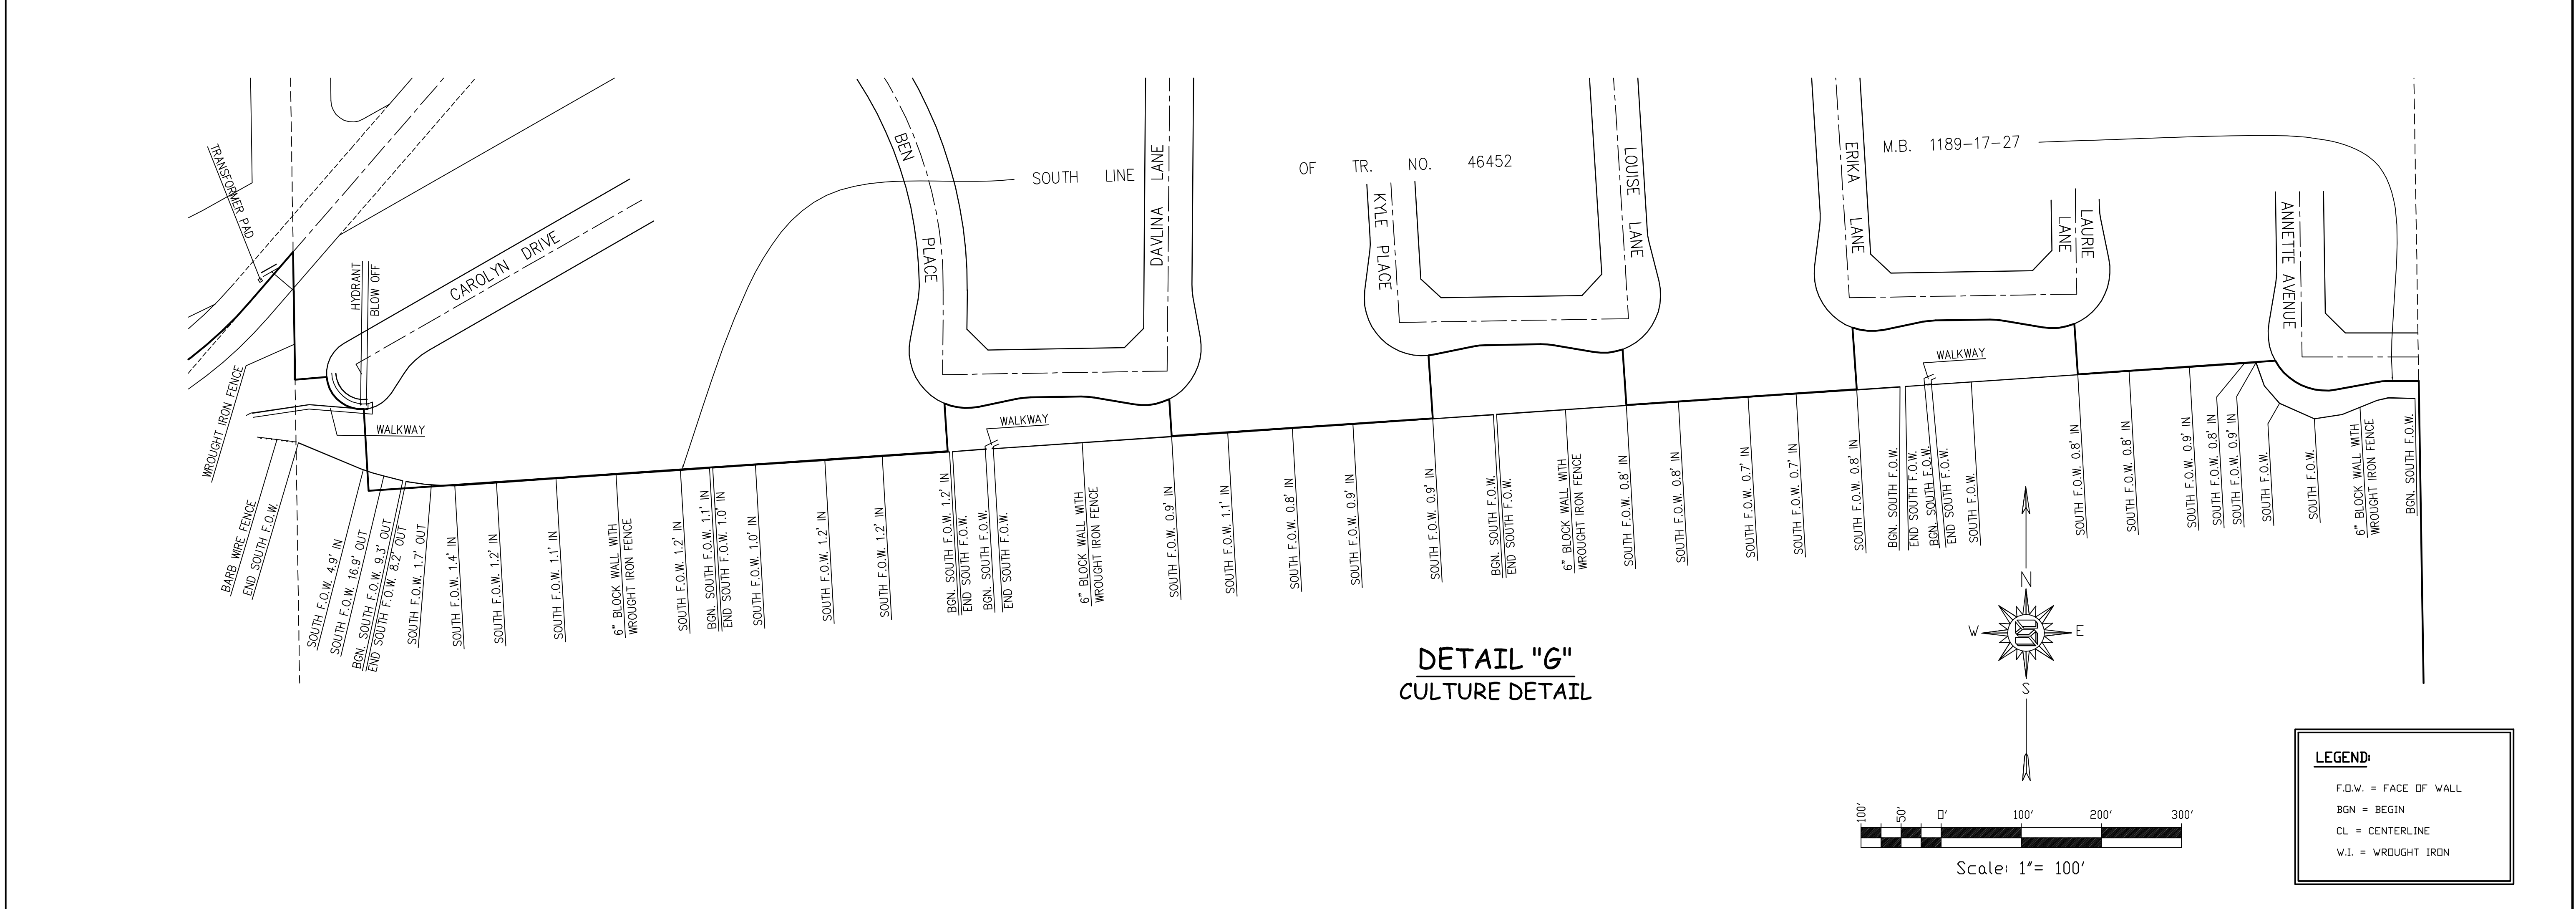 TRANSFORMER PAD
HYDRANT
BLOW OFF
CAROLYN DRIVE
BEN PLACE
SOUTH LINE OF TR. NO. 46452 M.B. 1189-17-27
DAVLINA LANE
KYLE PLACE
LOUISE LANE
ERIKA LANE
LAURIE LANE
ANNETTE AVENUE
WROUGHT IRON FENCE
WALKWAY
WALKWAY
WALKWAY
BARB WIRE FENCE
END SOUTH F.O.W.
SOUTH F.O.W. 4.9' IN
SOUTH F.O.W. 16.9' OUT
BGN. SOUTH F.O.W. 9.3' OUT
END SOUTH F.O.W. 8.2' OUT
SOUTH F.O.W. 1.7' OUT
SOUTH F.O.W. 1.4' IN
SOUTH F.O.W. 1.2' IN
SOUTH F.O.W. 1.1' IN
6" BLOCK WALL WITH
WROUGHT IRON FENCE
SOUTH F.O.W. 1.2' IN
BGN. SOUTH F.O.W. 1.1' IN
END SOUTH F.O.W. 1.0' IN
SOUTH F.O.W. 1.0' IN
SOUTH F.O.W. 1.2' IN
SOUTH F.O.W. 1.2' IN
BGN. SOUTH F.O.W. 1.2' IN
END SOUTH F.O.W.
BGN. SOUTH F.O.W.
END SOUTH F.O.W.
6" BLOCK WALL WITH
WROUGHT IRON FENCE
SOUTH F.O.W. 0.9' IN
SOUTH F.O.W. 1.1' IN
SOUTH F.O.W. 0.8' IN
SOUTH F.O.W. 0.9' IN
SOUTH F.O.W. 0.9' IN
BGN. SOUTH F.O.W.
END SOUTH F.O.W.
6" BLOCK WALL WITH
WROUGHT IRON FENCE
SOUTH F.O.W. 0.8' IN
SOUTH F.O.W. 0.8' IN
SOUTH F.O.W. 0.7' IN
SOUTH F.O.W. 0.7' IN
SOUTH F.O.W. 0.8' IN
BGN. SOUTH F.O.W.
END SOUTH F.O.W.
BGN. SOUTH F.O.W.
END SOUTH F.O.W.
SOUTH F.O.W.
SOUTH F.O.W. 0.8' IN
SOUTH F.O.W. 0.8' IN
SOUTH F.O.W. 0.9' IN
SOUTH F.O.W. 0.8' IN
SOUTH F.O.W. 0.9' IN
SOUTH F.O.W.
SOUTH F.O.W.
6" BLOCK WALL WITH
WROUGHT IRON FENCE
BGN. SOUTH F.O.W.
DETAIL "G"
CULTURE DETAIL
N
W S E
S
100' 50' 0' 100' 200' 300'
Scale: 1"= 100'
LEGEND:
F.O.W. = FACE OF WALL
BGN = BEGIN
CL = CENTERLINE
W.I. = WROUGHT IRON